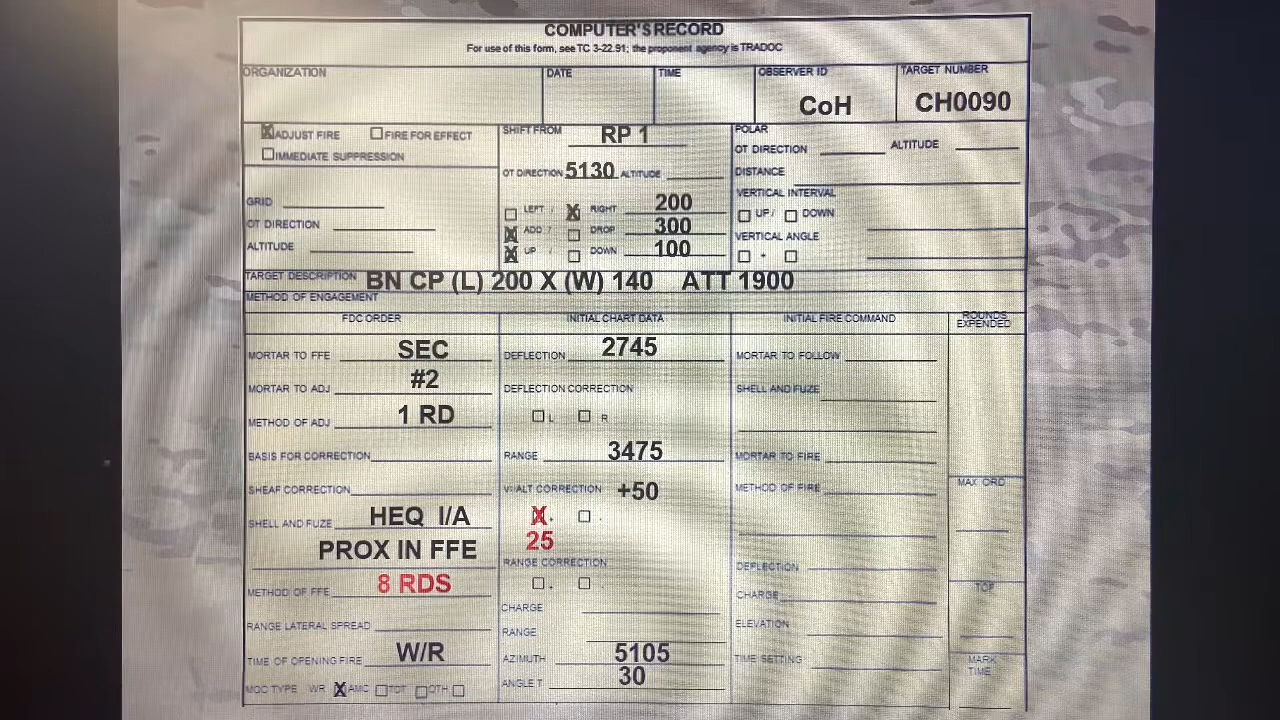 COMPUTER'S RECORD
For use of this form, see TC 3-22.91; the proponent agency is TRADOC
ORGANIZATION
DATE
TIME
OBSERVER ID
CoH
TARGET NUMBER
CH0090
X ADJUST FIRE FIRE FOR EFFECT
IMMEDIATE SUPPRESSION
GRID
OT DIRECTION
ALTITUDE
SHIFT FROM RP 1
OT DIRECTION 5130 ALTITUDE
LEFT / X RIGHT 200
X ADD / DROP 300
X UP / DOWN 100
POLAR
OT DIRECTION ALTITUDE
DISTANCE
VERTICAL INTERVAL
UP / DOWN
VERTICAL ANGLE
+ -
TARGET DESCRIPTION BN CP (L) 200 X (W) 140 ATT 1900
METHOD OF ENGAGEMENT
FDC ORDER
MORTAR TO FFE SEC
MORTAR TO ADJ #2
METHOD OF ADJ 1 RD
BASIS FOR CORRECTION
SHEAF CORRECTION
SHELL AND FUZE HEQ I/A
PROX IN FFE
METHOD OF FFE 8 RDS
RANGE LATERAL SPREAD
TIME OF OPENING FIRE W/R
MOC TYPE WR X AMC TOT OTH
INITIAL CHART DATA
DEFLECTION 2745
DEFLECTION CORRECTION
L R
RANGE 3475
VI/ALT CORRECTION +50
X
25
RANGE CORRECTION
CHARGE
RANGE
AZIMUTH 5105
ANGLE T 30
INITIAL FIRE COMMAND
MORTAR TO FOLLOW
SHELL AND FUZE
MORTAR TO FIRE
METHOD OF FIRE
DEFLECTION
CHARGE
ELEVATION
TIME SETTING
ROUNDS
EXPENDED
MAX ORD
TOF
MARK
TIME